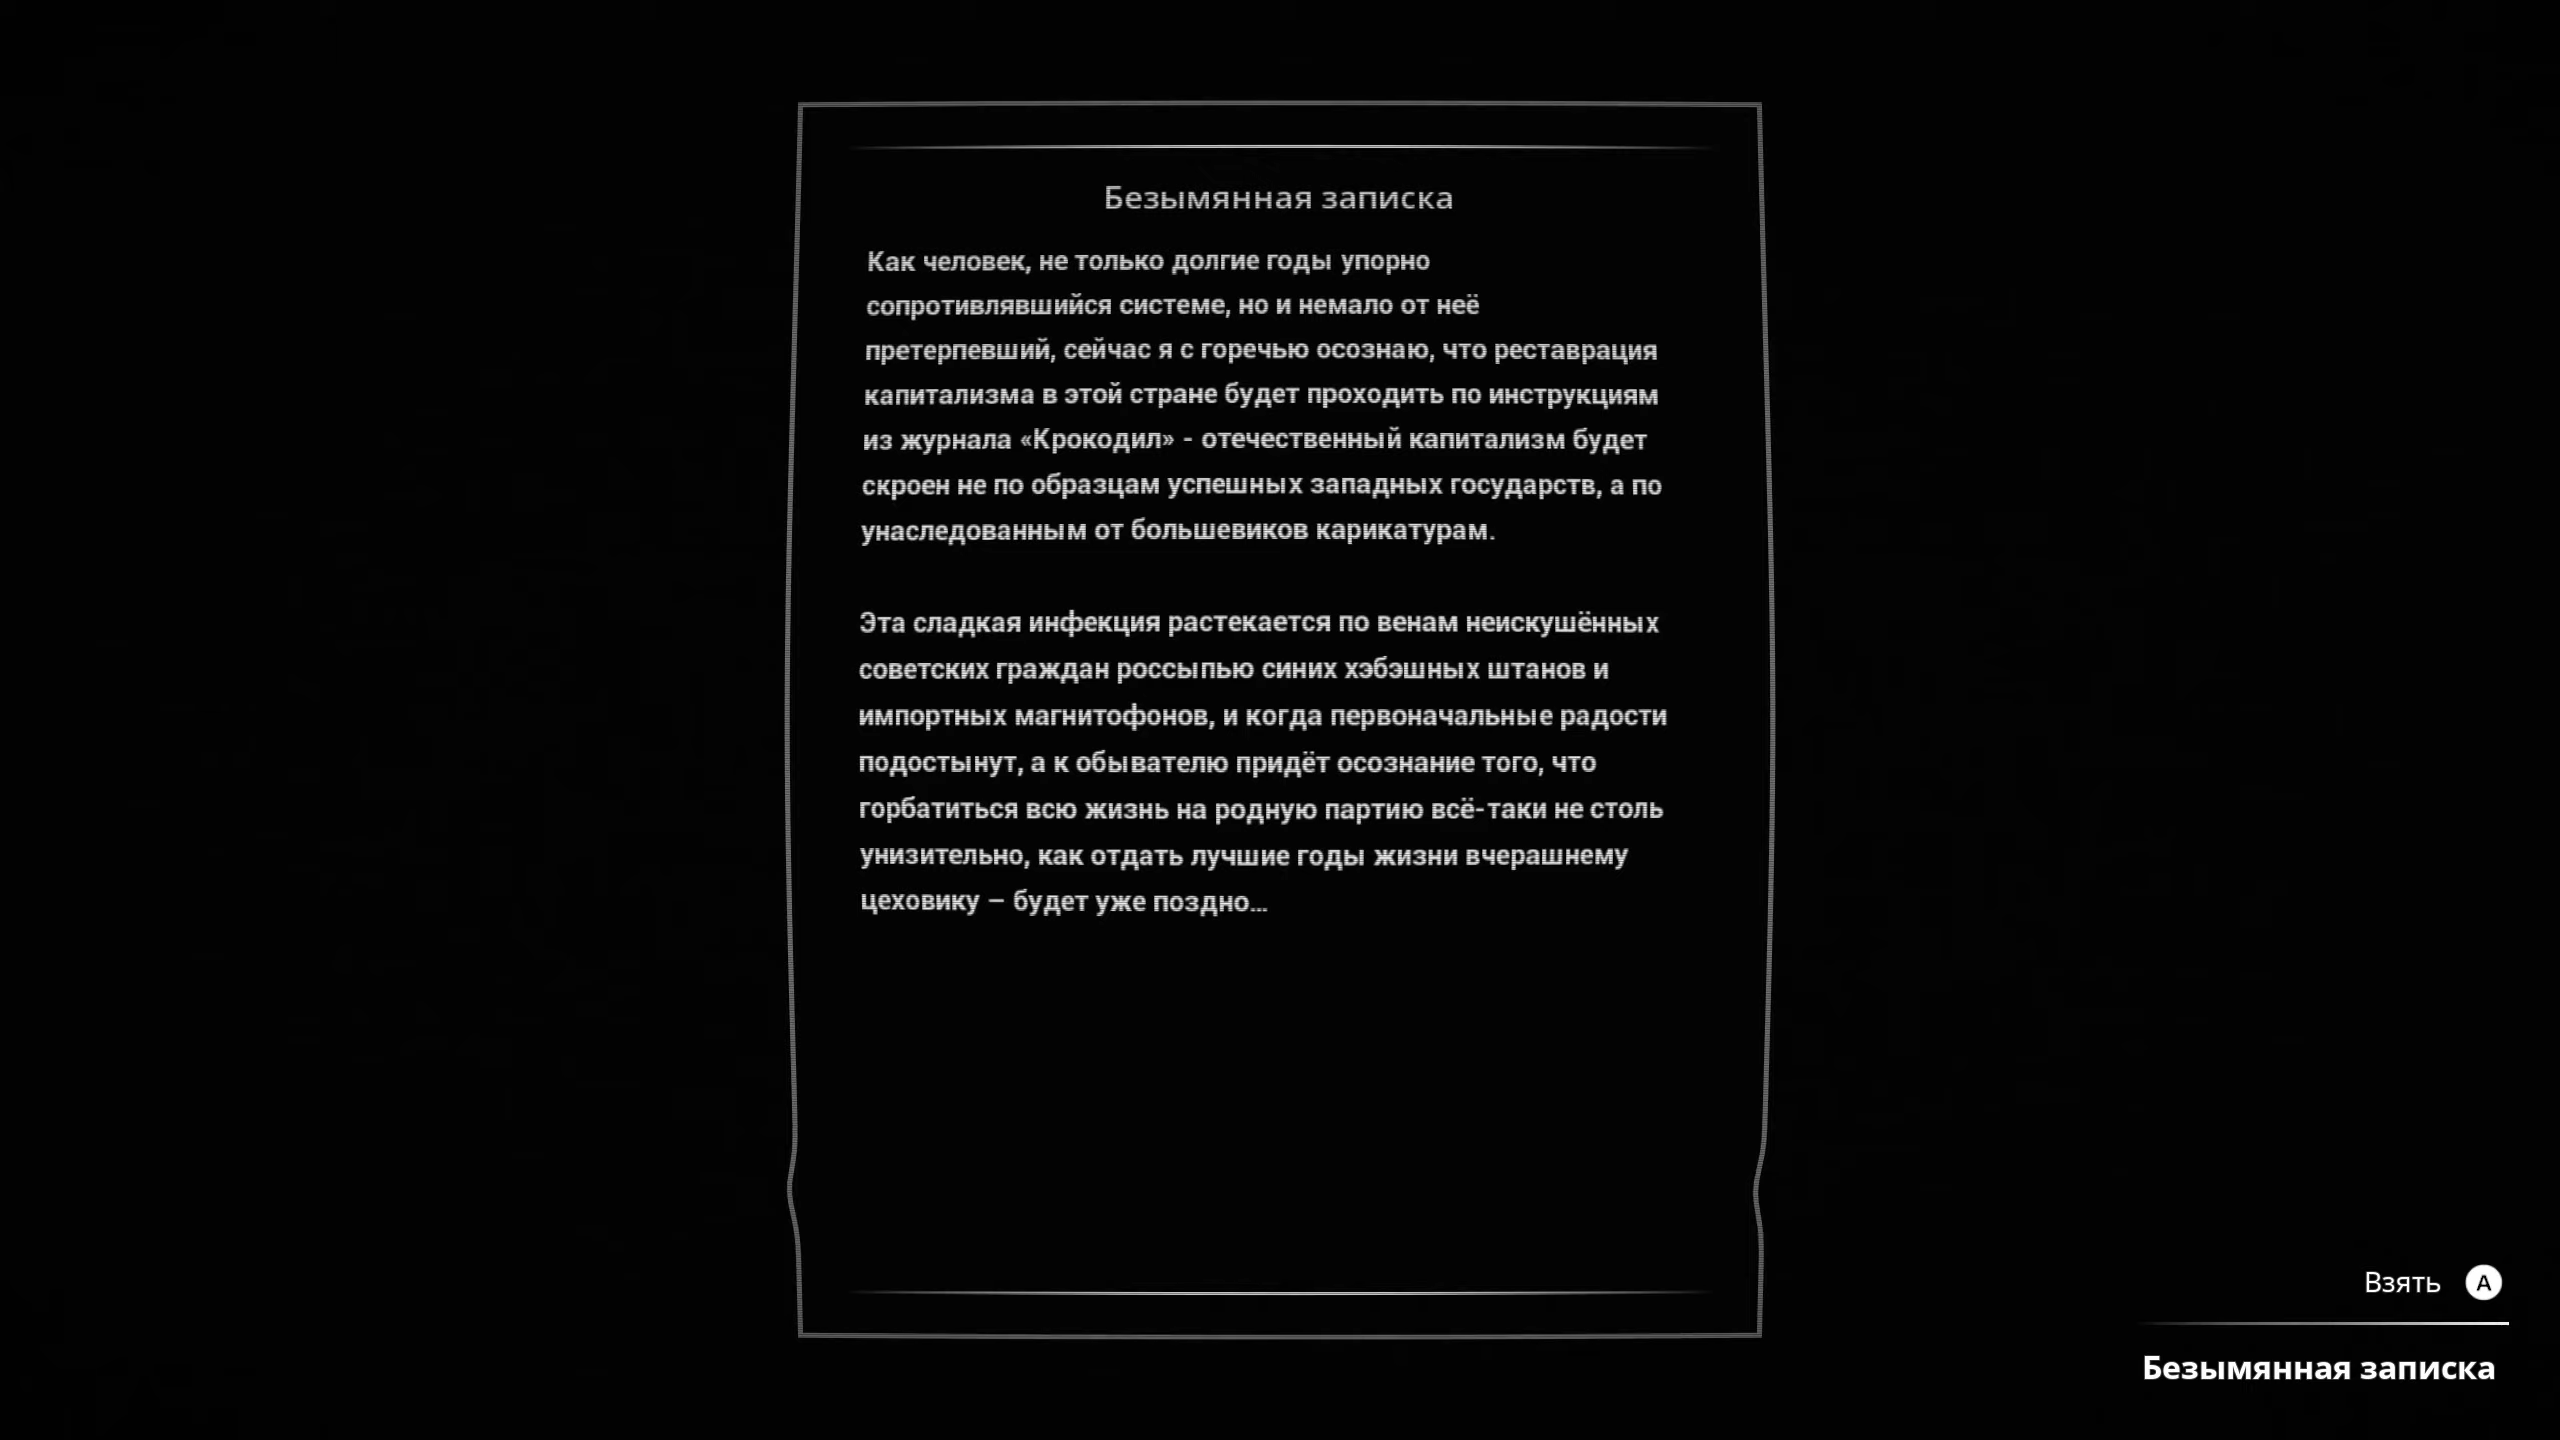 Безымянная записка
Как человек, не только долгие годы упорно
сопротивлявшийся системе, но и немало от неё
претерпевший, сейчас я с горечью осознаю, что реставрация
капитализма в этой стране будет проходить по инструкциям
из журнала «Крокодил» - отечественный капитализм будет
скроен не по образцам успешных западных государств, а по
унаследованным от большевиков карикатурам.
Эта сладкая инфекция растекается по венам неискушённых
советских граждан россыпью синих хэбэшных штанов и
импортных магнитофонов, и когда первоначальные радости
подостынут, а к обывателю придёт осознание того, что
горбатиться всю жизнь на родную партию всё-таки не столь
унизительно, как отдать лучшие годы жизни вчерашнему
цеховику – будет уже поздно...
Взять A
Безымянная записка